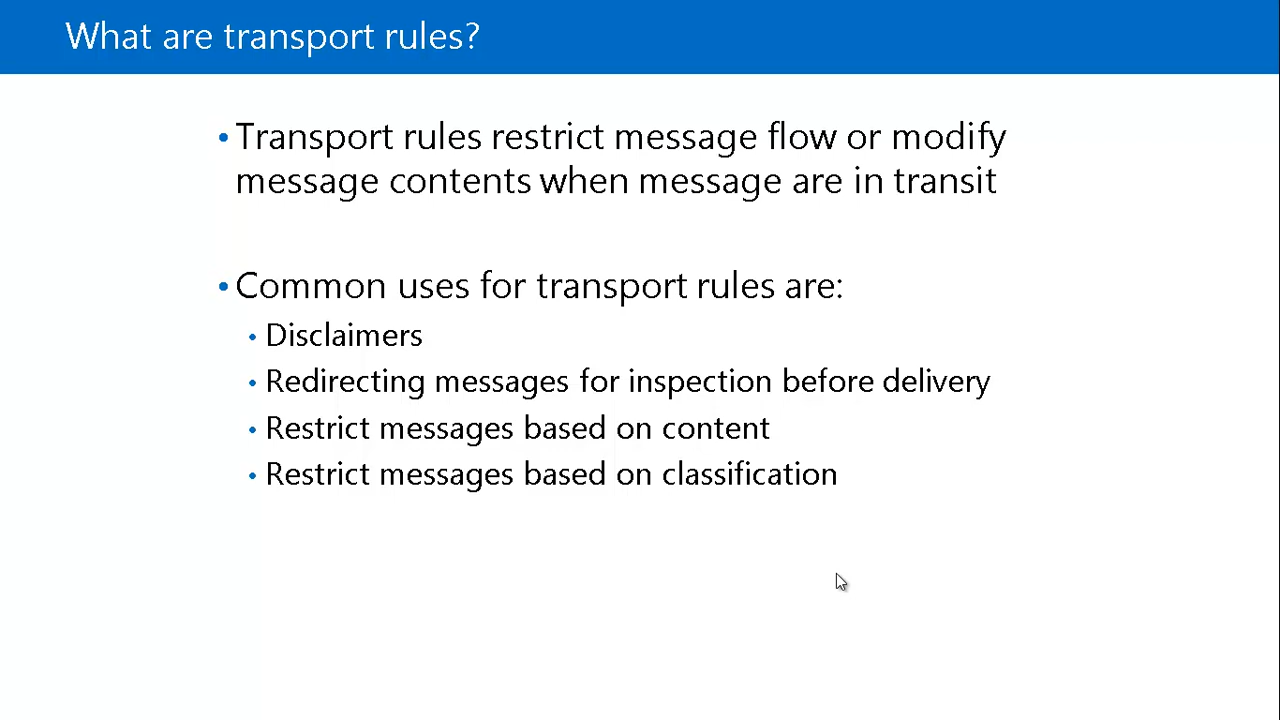 What are transport rules?
• Transport rules restrict message flow or modify
message contents when message are in transit
• Common uses for transport rules are:
• Disclaimers
• Redirecting messages for inspection before delivery
• Restrict messages based on content
• Restrict messages based on classification